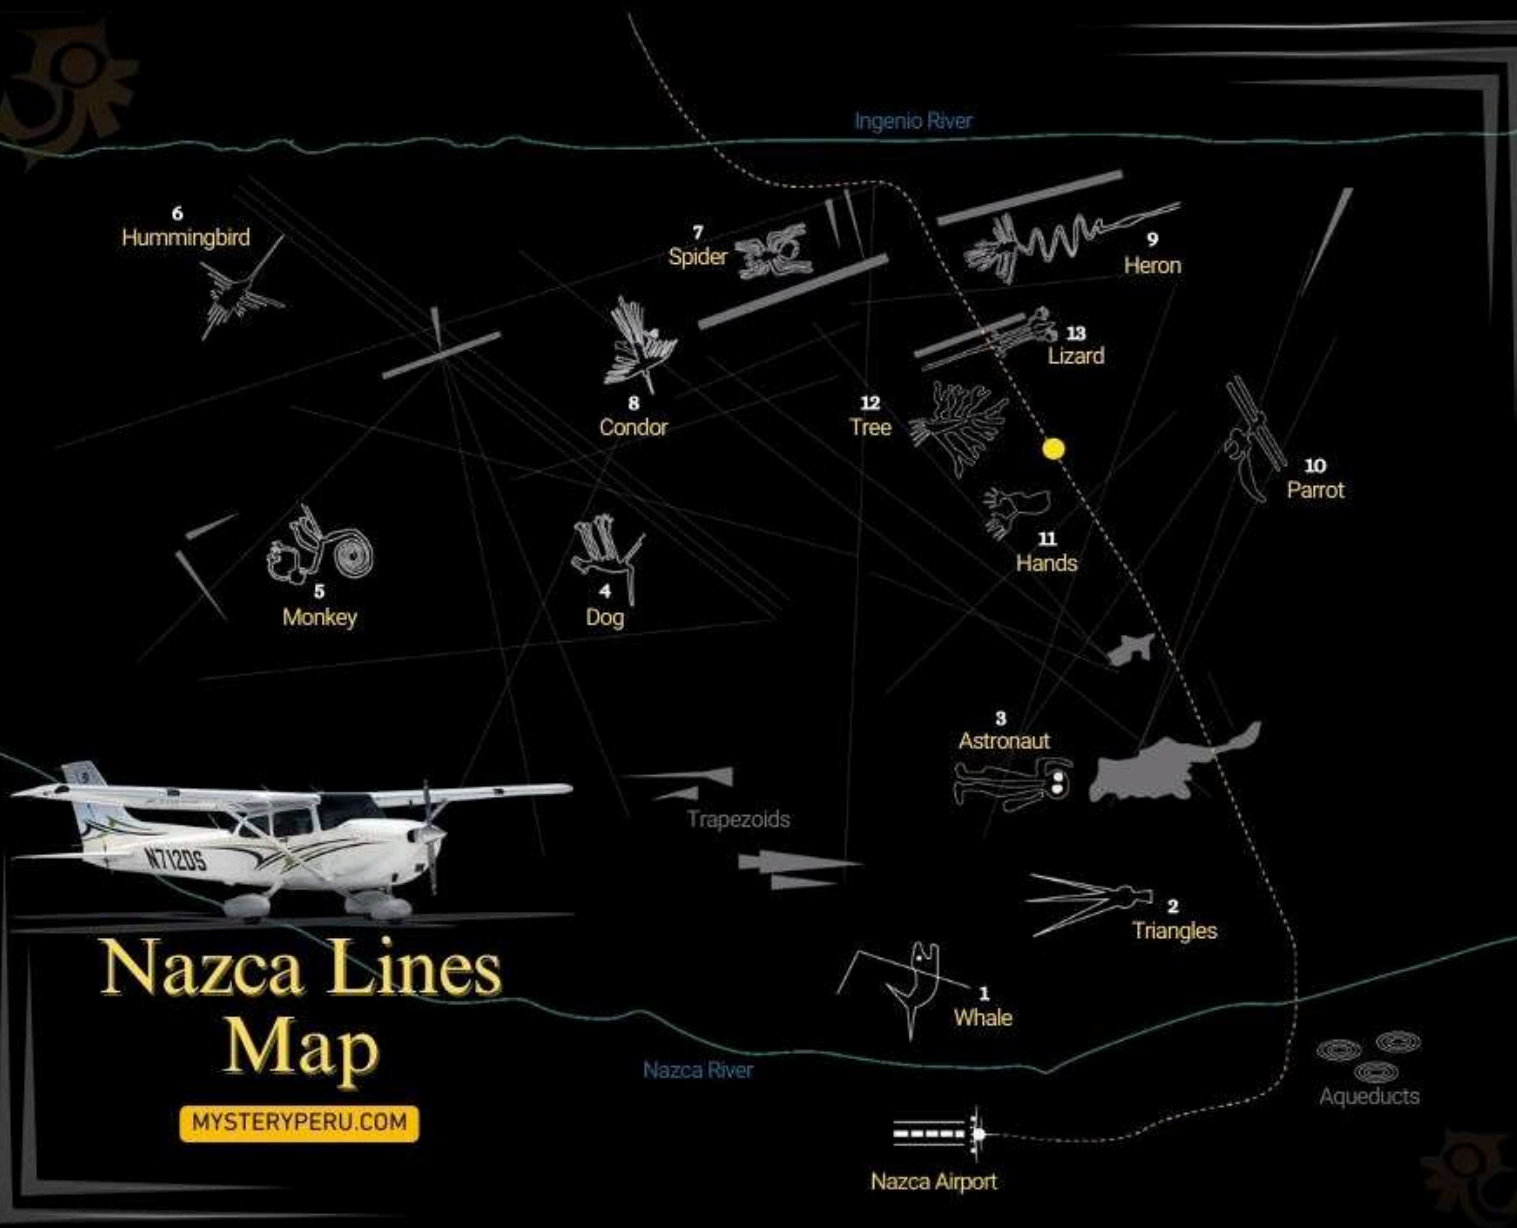 Ingenio River
6
Hummingbird
7
Spider
9
Heron
13
Lizard
8
Condor
12
Tree
10
Parrot
11
Hands
5
Monkey
4
Dog
3
Astronaut
Trapezoids
N712DS
2
Triangles
Nazca Lines
Map
1
Whale
Nazca River
Aqueducts
MYSTERYPERU.COM
Nazca Airport